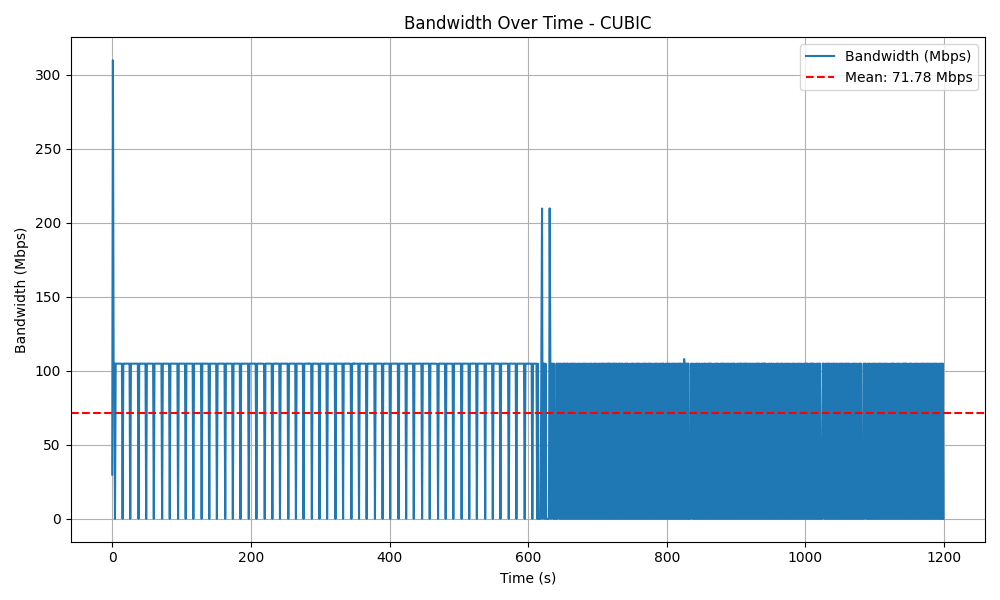 Bandwidth Over Time - CUBIC
Bandwidth (Mbps)
Mean: 71.78 Mbps
Bandwidth (Mbps)
300
250
200
150
100
50
0
0 200 400 600 800 1000 1200
Time (s)